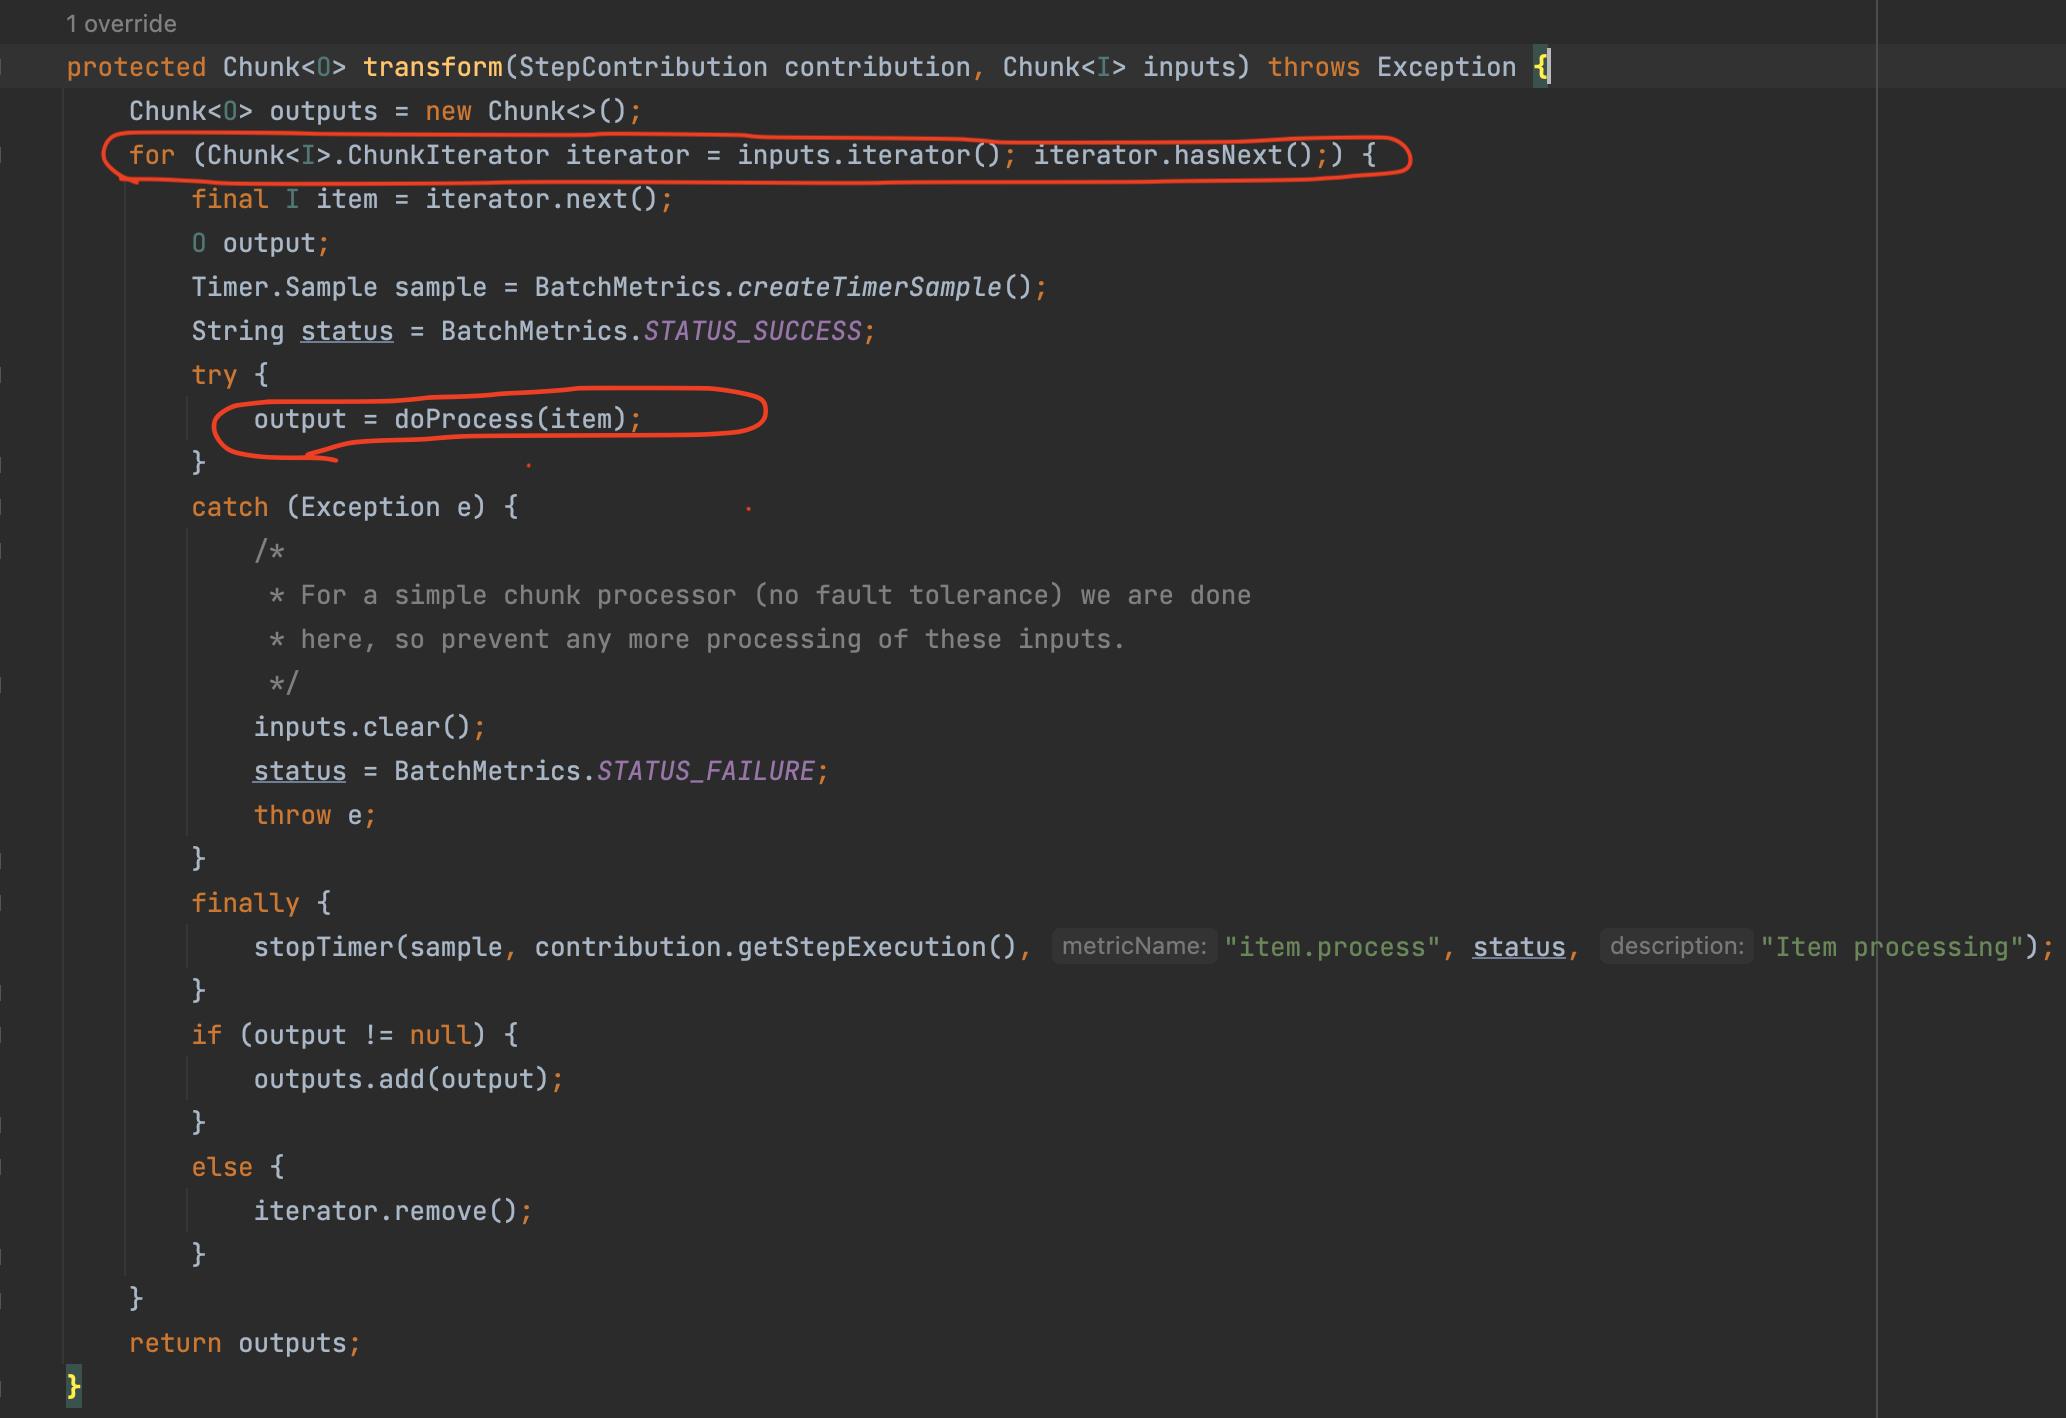 1 override
protected Chunk<O> transform(StepContribution contribution, Chunk<I> inputs) throws Exception {
Chunk<O> outputs = new Chunk<>();
for (Chunk<I>.ChunkIterator iterator = inputs.iterator(); iterator.hasNext();) {
final I item = iterator.next();
O output;
Timer.Sample sample = BatchMetrics.createTimerSample();
String status = BatchMetrics.STATUS_SUCCESS;
try {
output = doProcess(item);
}
catch (Exception e) {
/*
* For a simple chunk processor (no fault tolerance) we are done
* here, so prevent any more processing of these inputs.
*/
inputs.clear();
status = BatchMetrics.STATUS_FAILURE;
throw e;
}
finally {
stopTimer(sample, contribution.getStepExecution(), metricName: "item.process", status, description: "Item processing");
}
if (output != null) {
outputs.add(output);
}
else {
iterator.remove();
}
}
return outputs;
}